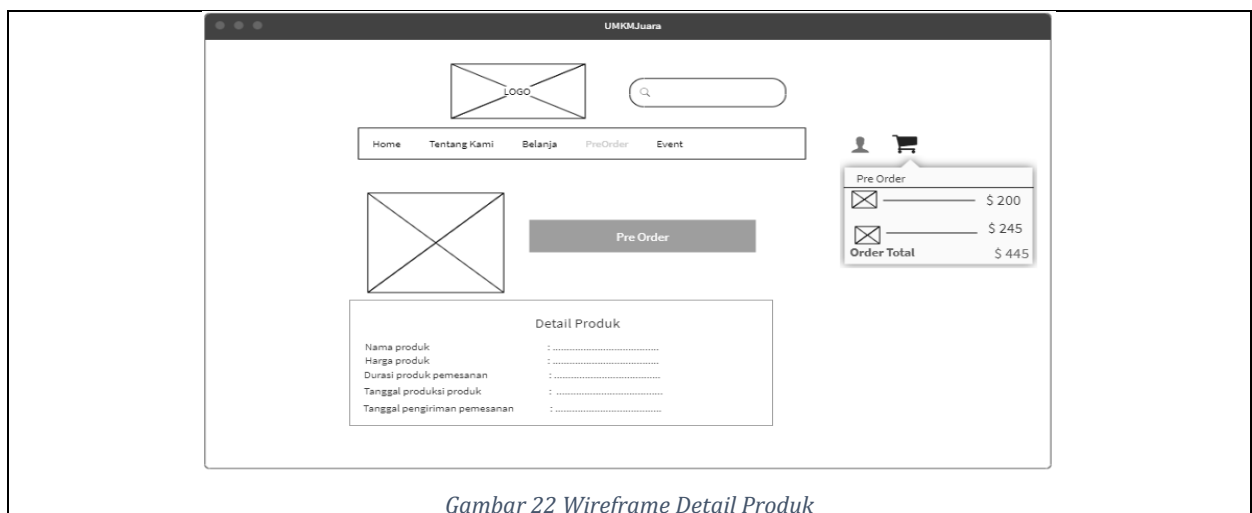 UMKMJuara
LOGO
Home Tentang Kami Belanja PreOrder Event
Pre Order
$ 200
$ 245
Order Total $ 445
Pre Order
Detail Produk
Nama produk : ....................................
Harga produk : ....................................
Durasi produk pemesanan : ....................................
Tanggal produksi produk : ....................................
Tanggal pengiriman pemesanan : ....................................
Gambar 22 Wireframe Detail Produk